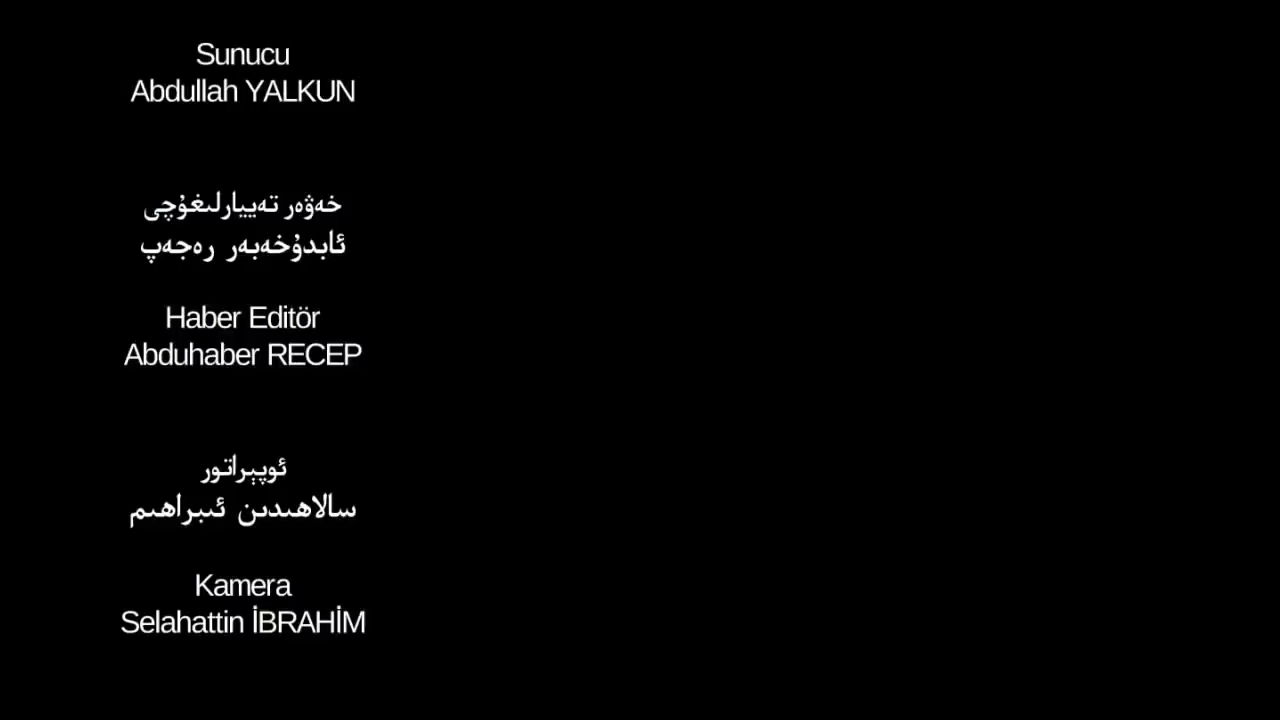 Sunucu
Abdullah YALKUN
خەۋەر تەييارلىغۇچى
ئابدۇخەبەر رەجەپ
Haber Editör
Abduhaber RECEP
ئوپېراتور
سالاھىدىن ئىبراھىم
Kamera
Selahattin İBRAHİM